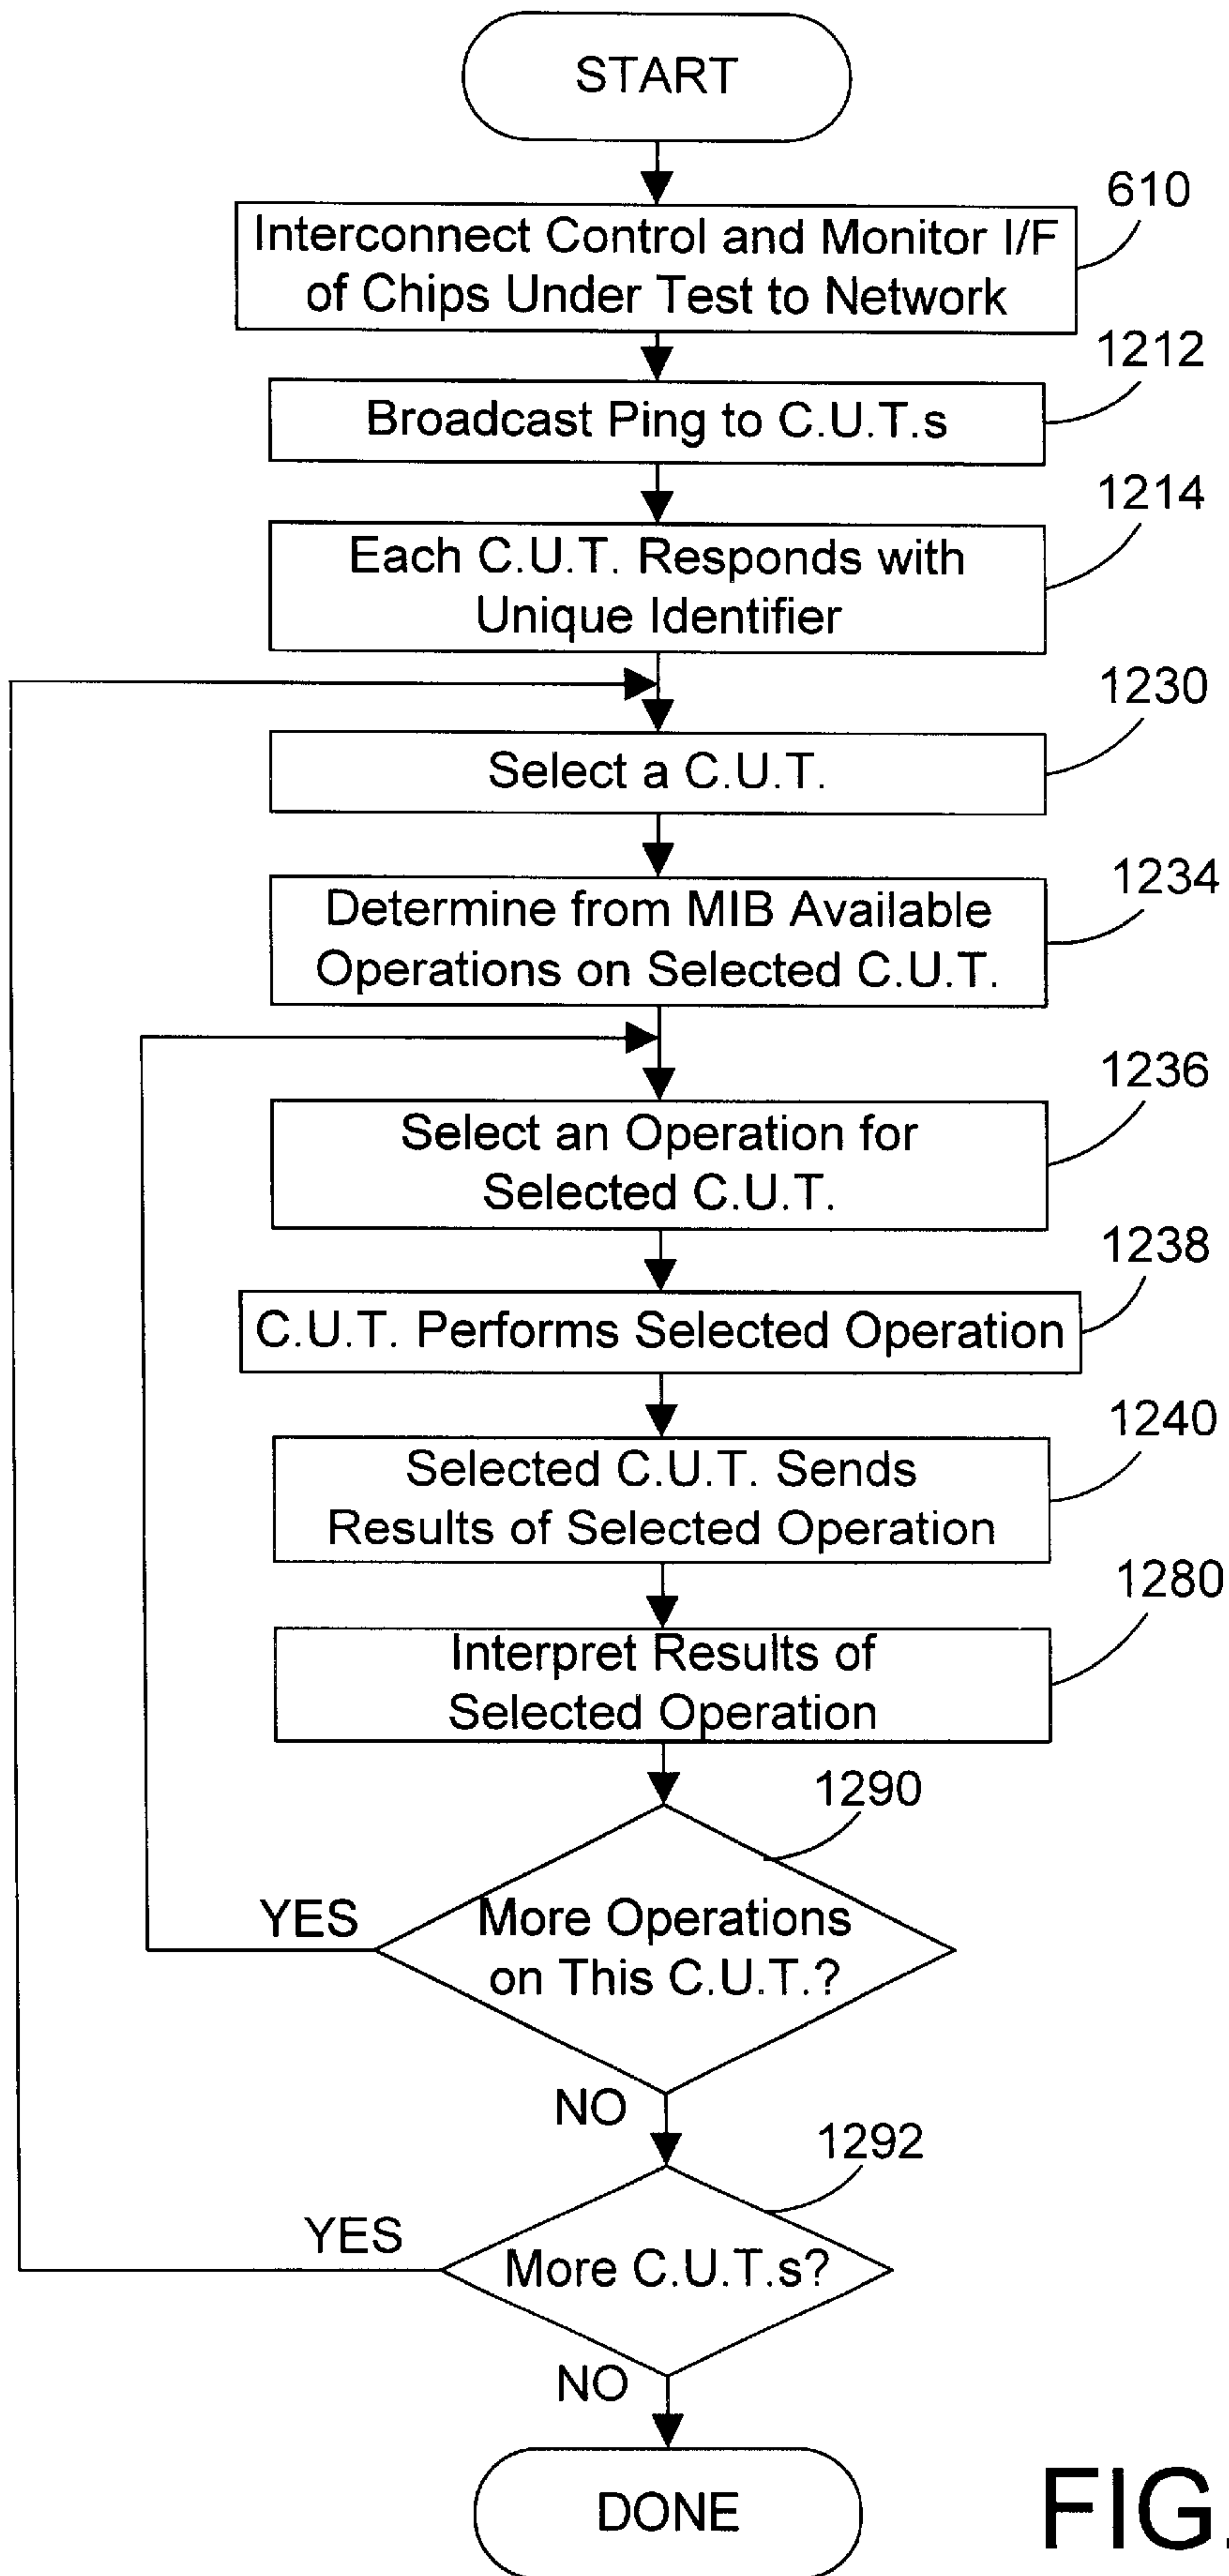 START
610
Interconnect Control and Monitor I/F
of Chips Under Test to Network
1212
Broadcast Ping to C.U.T.s
1214
Each C.U.T. Responds with
Unique Identifier
1230
Select a C.U.T.
1234
Determine from MIB Available
Operations on Selected C.U.T.
1236
Select an Operation for
Selected C.U.T.
1238
C.U.T. Performs Selected Operation
1240
Selected C.U.T. Sends
Results of Selected Operation
1280
Interpret Results of
Selected Operation
1290
YES
More Operations
on This C.U.T.?
NO
1292
YES
More C.U.T.s?
NO
DONE
FIG.